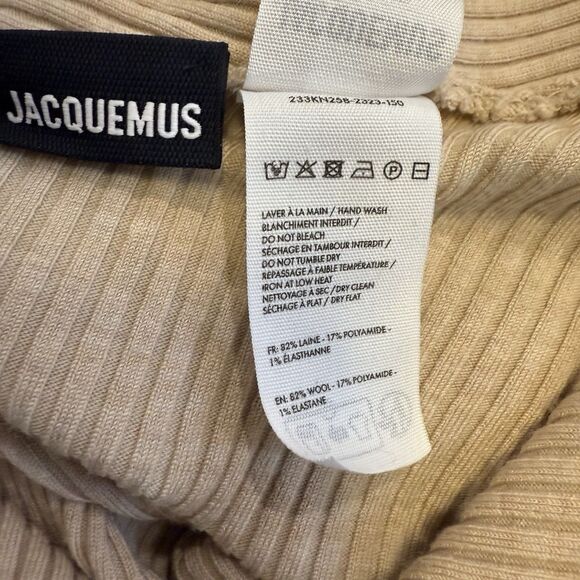 JACQUEMUS
233KN258-2323-150
LAVER À LA MAIN / HAND WASH
BLANCHIMENT INTERDIT /
DO NOT BLEACH
SÉCHAGE EN TAMBOUR INTERDIT /
DO NOT TUMBLE DRY
REPASSAGE À FAIBLE TEMPÉRATURE /
IRON AT LOW HEAT
NETTOYAGE À SEC / DRY CLEAN
SÉCHAGE À PLAT / DRY FLAT
FR: 82% LAINE - 17% POLYAMIDE -
1% ÉLASTHANNE
EN: 82% WOOL - 17% POLYAMIDE -
1% ELASTANE